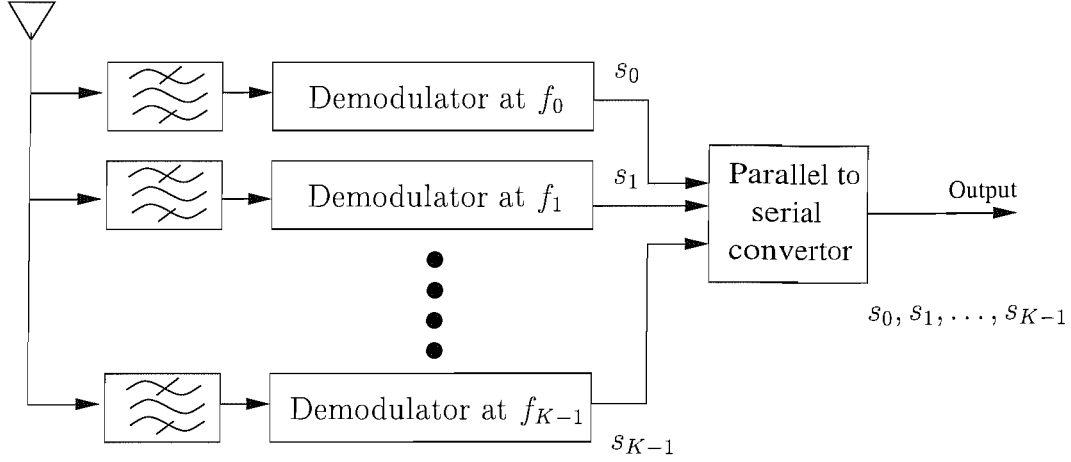 s_0
Demodulator at f_0
s_1
Demodulator at f_1
Parallel to
serial
convertor
Output
s_0, s_1, ..., s_{K-1}
Demodulator at f_{K-1}
s_{K-1}